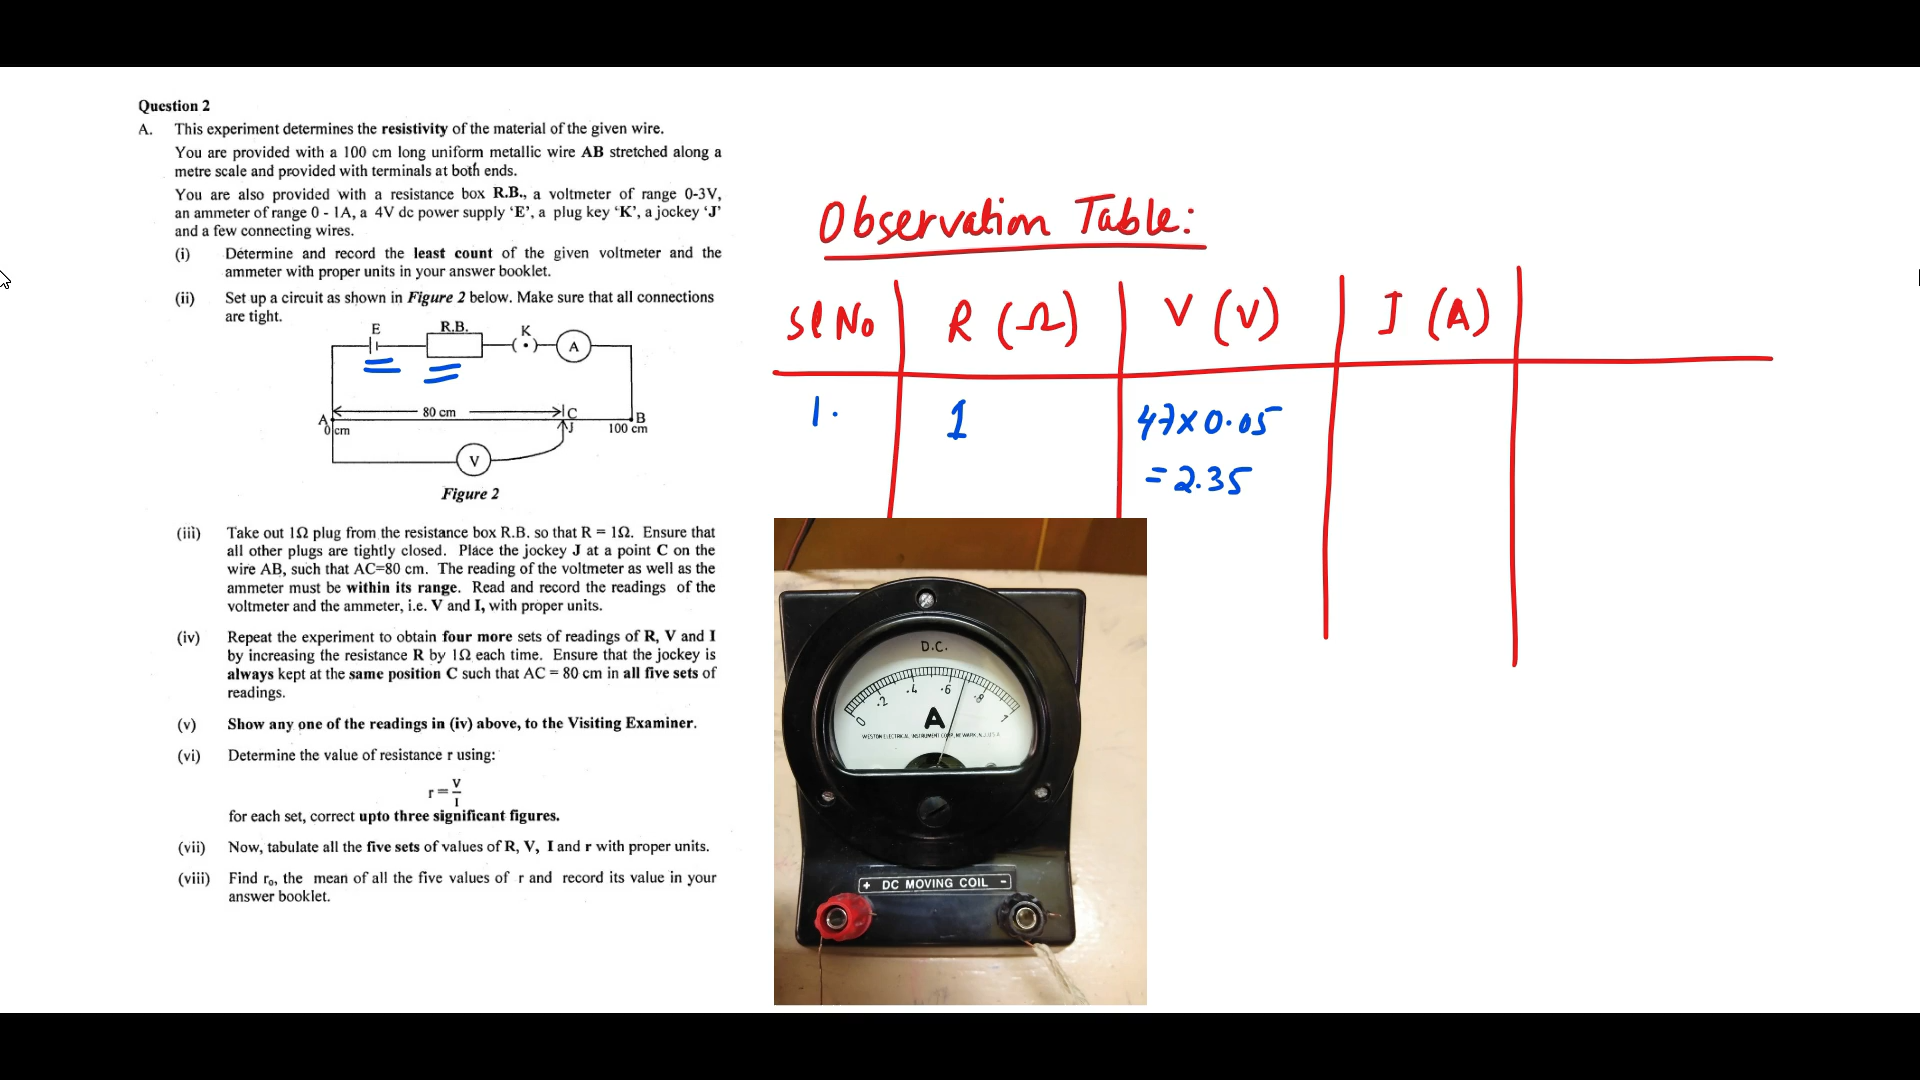 Question 2
A. This experiment determines the resistivity of the material of the given wire.
You are provided with a 100 cm long uniform metallic wire AB stretched along a
metre scale and provided with terminals at both ends.
You are also provided with a resistance box R.B., a voltmeter of range 0-3V,
an ammeter of range 0 - 1A, a 4V dc power supply ‘E’, a plug key ‘K’, a jockey ‘J’
and a few connecting wires.
(i) Determine and record the least count of the given voltmeter and the
ammeter with proper units in your answer booklet.
(ii) Set up a circuit as shown in Figure 2 below. Make sure that all connections
are tight.
E R.B. K
A
80 cm C
A B
0 cm J 100 cm
V
Figure 2
(iii) Take out 1Ω plug from the resistance box R.B. so that R = 1Ω. Ensure that
all other plugs are tightly closed. Place the jockey J at a point C on the
wire AB, such that AC=80 cm. The reading of the voltmeter as well as the
ammeter must be within its range. Read and record the readings of the
voltmeter and the ammeter, i.e. V and I, with proper units.
(iv) Repeat the experiment to obtain four more sets of readings of R, V and I
by increasing the resistance R by 1Ω each time. Ensure that the jockey is
always kept at the same position C such that AC = 80 cm in all five sets of
readings.
(v) Show any one of the readings in (iv) above, to the Visiting Examiner.
(vi) Determine the value of resistance r using:
r = V
I
for each set, correct upto three significant figures.
(vii) Now, tabulate all the five sets of values of R, V, I and r with proper units.
(viii) Find r₀, the mean of all the five values of r and record its value in your
answer booklet.
Observation Table:
Sl No R (Ω) V (V) I (A)
1. 1 47×0.05
= 2.35
D.C.
0 .2 .4 .6 .8 1
A
WESTON ELECTRICAL INSTRUMENT CORP, NEWARK, N.J. U.S.A
+ DC MOVING COIL -